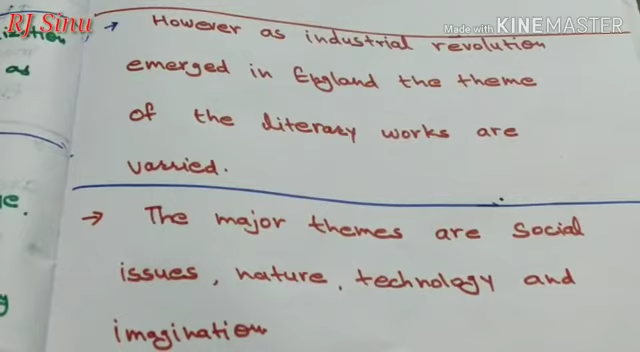 RJ Sinu
Made with KINEMASTER
as
→ However as industrial revolution
emerged in England the theme
of the literary works are
varried.
→ The major themes are Social
issues, nature, technology and
imagination